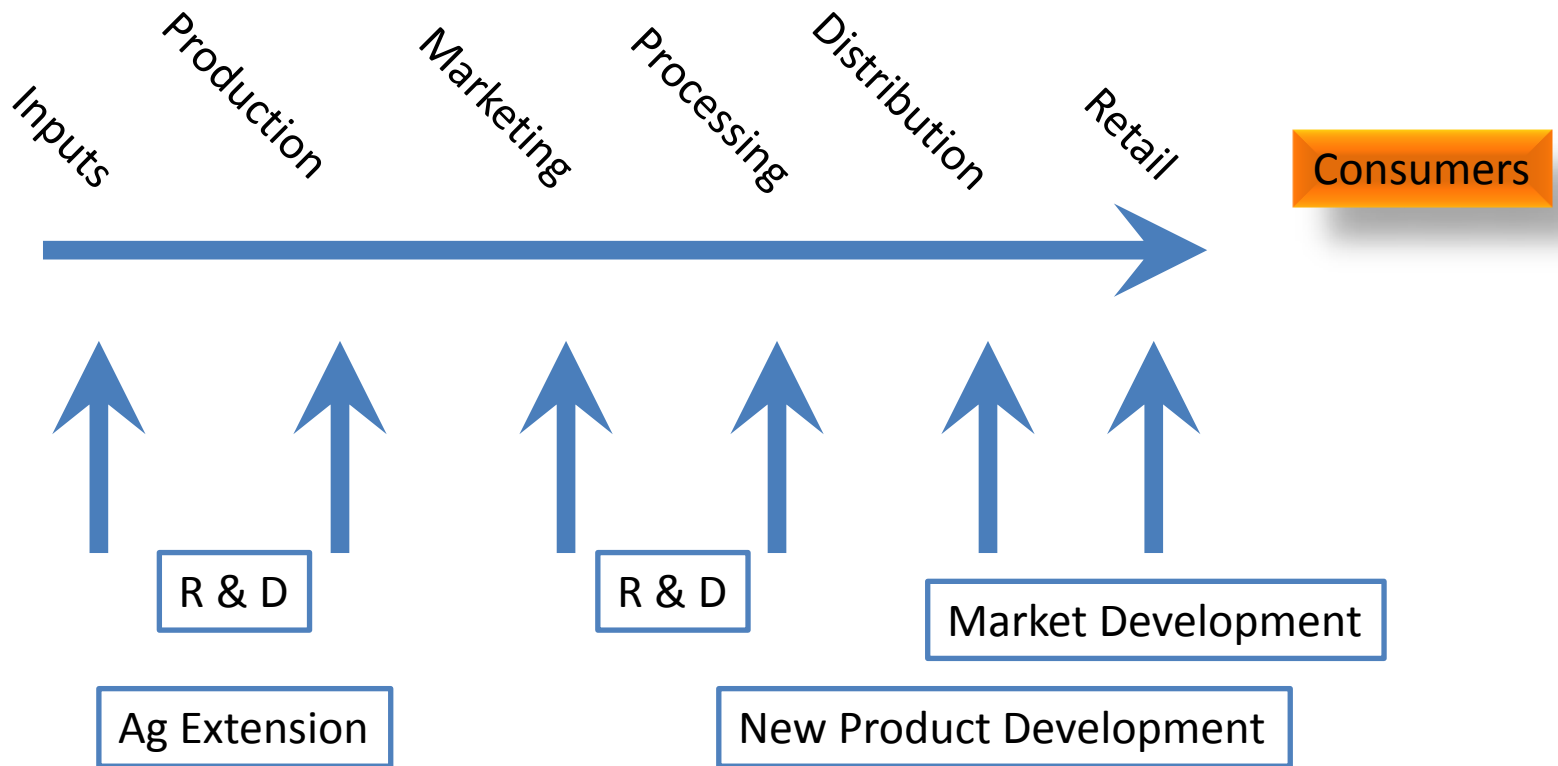 Inputs
Production
Marketing
Processing
Distribution
Retail
Consumers
R & D
R & D
Market Development
Ag Extension
New Product Development